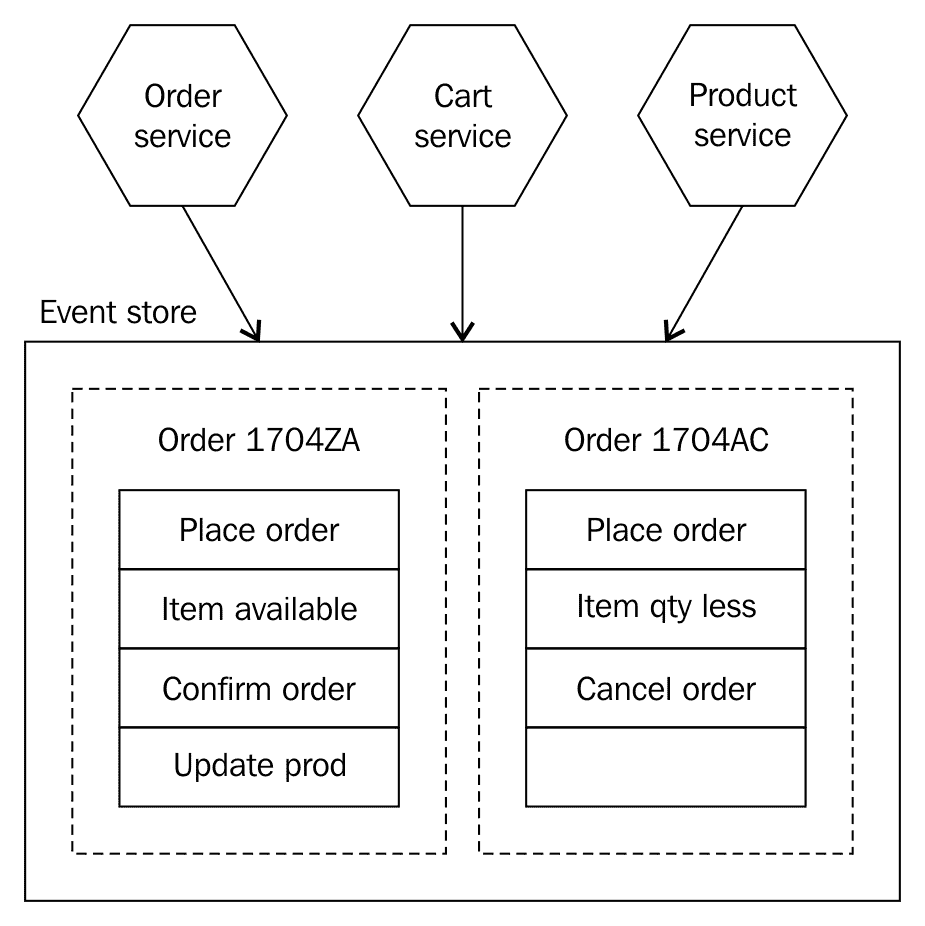 Order
service
Cart
service
Product
service
Event store
Order 1704ZA
Place order
Item available
Confirm order
Update prod
Order 1704AC
Place order
Item qty less
Cancel order